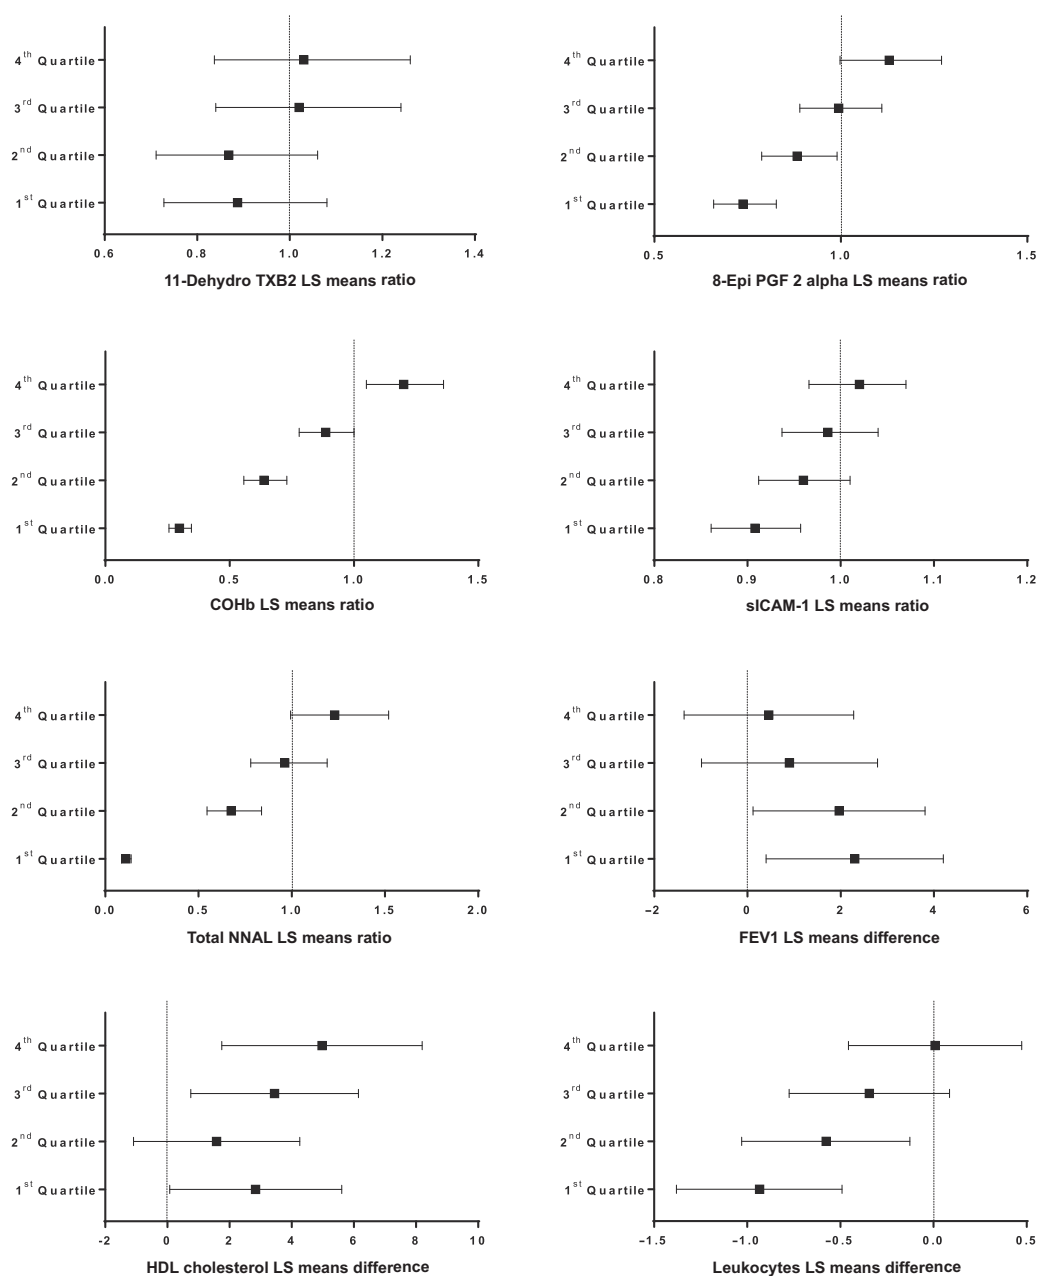 4th Quartile
3rd Quartile
2nd Quartile
1st Quartile
0.6 0.8 1.0 1.2 1.4
11-Dehydro TXB2 LS means ratio
4th Quartile
3rd Quartile
2nd Quartile
1st Quartile
0.5 1.0 1.5
8-Epi PGF 2 alpha LS means ratio
4th Quartile
3rd Quartile
2nd Quartile
1st Quartile
0.0 0.5 1.0 1.5
COHb LS means ratio
4th Quartile
3rd Quartile
2nd Quartile
1st Quartile
0.8 0.9 1.0 1.1 1.2
sICAM-1 LS means ratio
4th Quartile
3rd Quartile
2nd Quartile
1st Quartile
0.0 0.5 1.0 1.5 2.0
Total NNAL LS means ratio
4th Quartile
3rd Quartile
2nd Quartile
1st Quartile
−2 0 2 4 6
FEV1 LS means difference
4th Quartile
3rd Quartile
2nd Quartile
1st Quartile
-2 0 2 4 6 8 10
HDL cholesterol LS means difference
4th Quartile
3rd Quartile
2nd Quartile
1st Quartile
−1.5 −1.0 −0.5 0.0 0.5
Leukocytes LS means difference